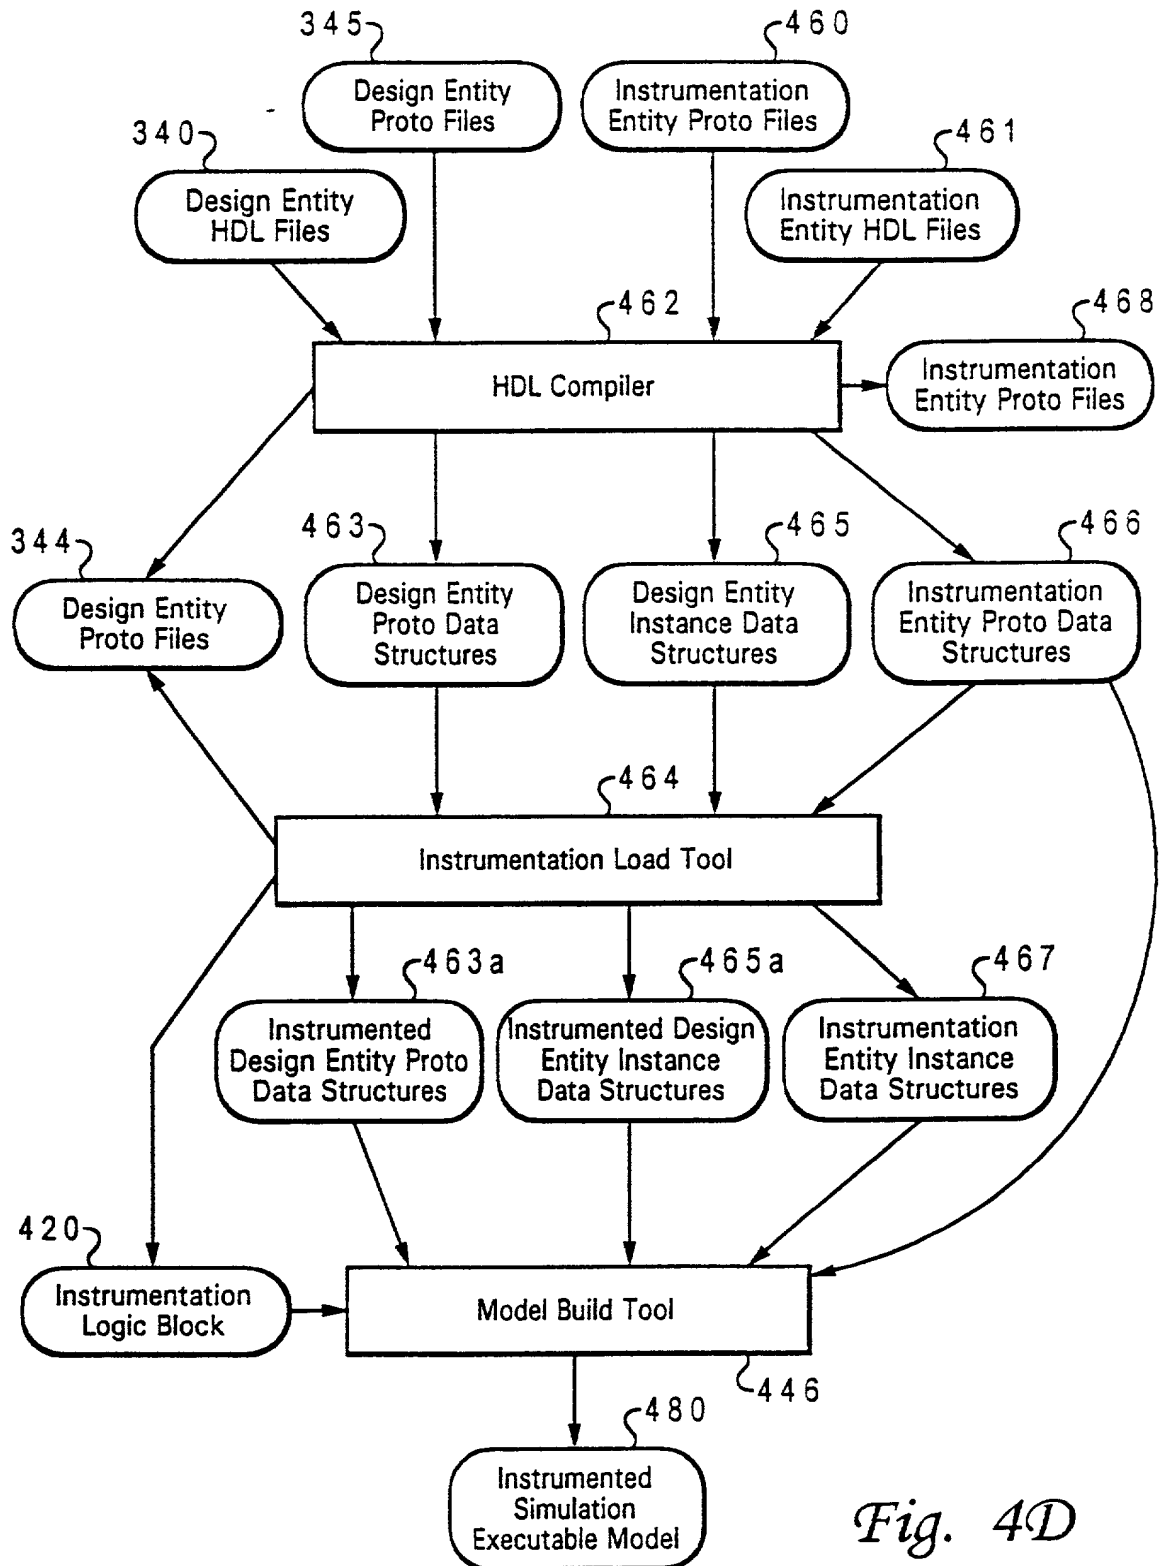 345
460
Design Entity
Proto Files
Instrumentation
Entity Proto Files
340
461
Design Entity
HDL Files
Instrumentation
Entity HDL Files
462
468
HDL Compiler
Instrumentation
Entity Proto Files
344
463
465
466
Design Entity
Proto Files
Design Entity
Proto Data
Structures
Design Entity
Instance Data
Structures
Instrumentation
Entity Proto Data
Structures
464
Instrumentation Load Tool
463a
465a
467
Instrumented
Design Entity Proto
Data Structures
Instrumented Design
Entity Instance
Data Structures
Instrumentation
Entity Instance
Data Structures
420
Instrumentation
Logic Block
Model Build Tool
446
480
Instrumented
Simulation
Executable Model
Fig. 4D